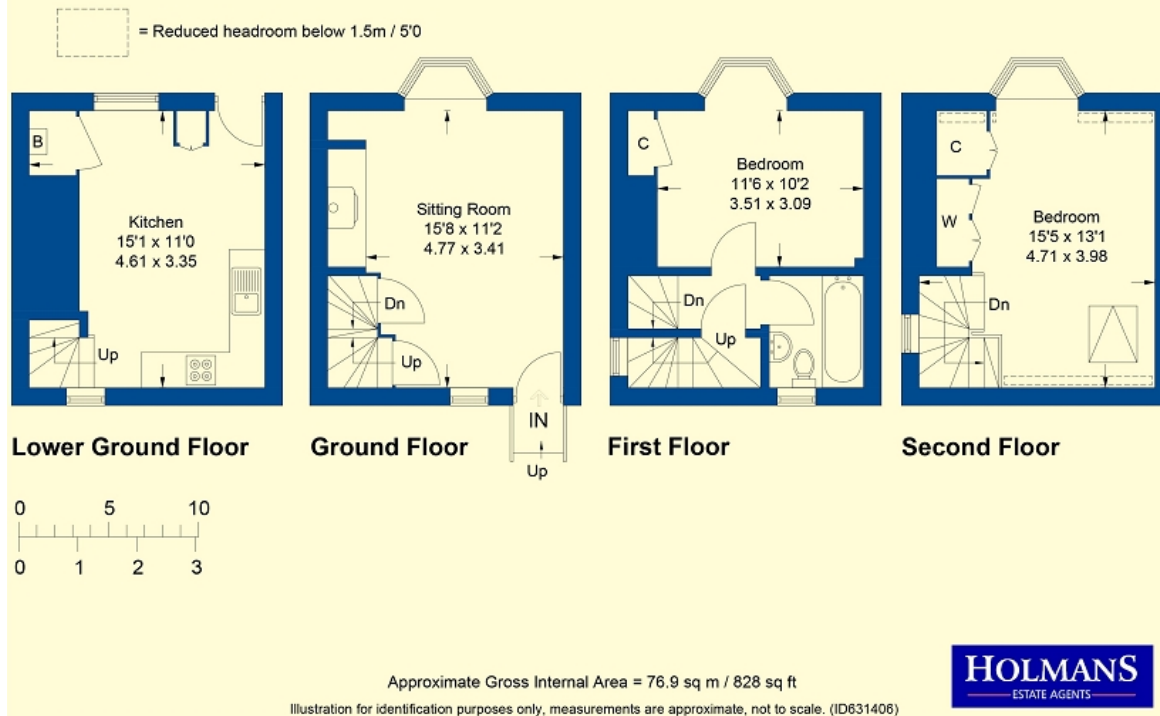 = Reduced headroom below 1.5m / 5'0
B
Kitchen
15'1 x 11'0
4.61 x 3.35
Up
Lower Ground Floor
Sitting Room
15'8 x 11'2
4.77 x 3.41
Dn
Up
IN
Up
Ground Floor
C
Bedroom
11'6 x 10'2
3.51 x 3.09
Dn
Up
First Floor
C
W
Bedroom
15'5 x 13'1
4.71 x 3.98
Dn
Second Floor
0 5 10
0 1 2 3
HOLMANS
ESTATE AGENTS
Approximate Gross Internal Area = 76.9 sq m / 828 sq ft
Illustration for identification purposes only, measurements are approximate, not to scale. (ID631406)